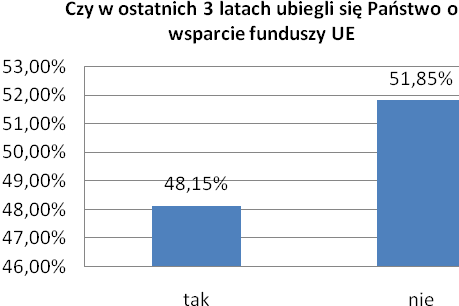 Czy w ostatnich 3 latach ubiegli się Państwo o
wsparcie funduszy UE
53,00%
52,00%
51,00%
50,00%
49,00%
48,00%
47,00%
46,00%
48,15%
51,85%
tak
nie